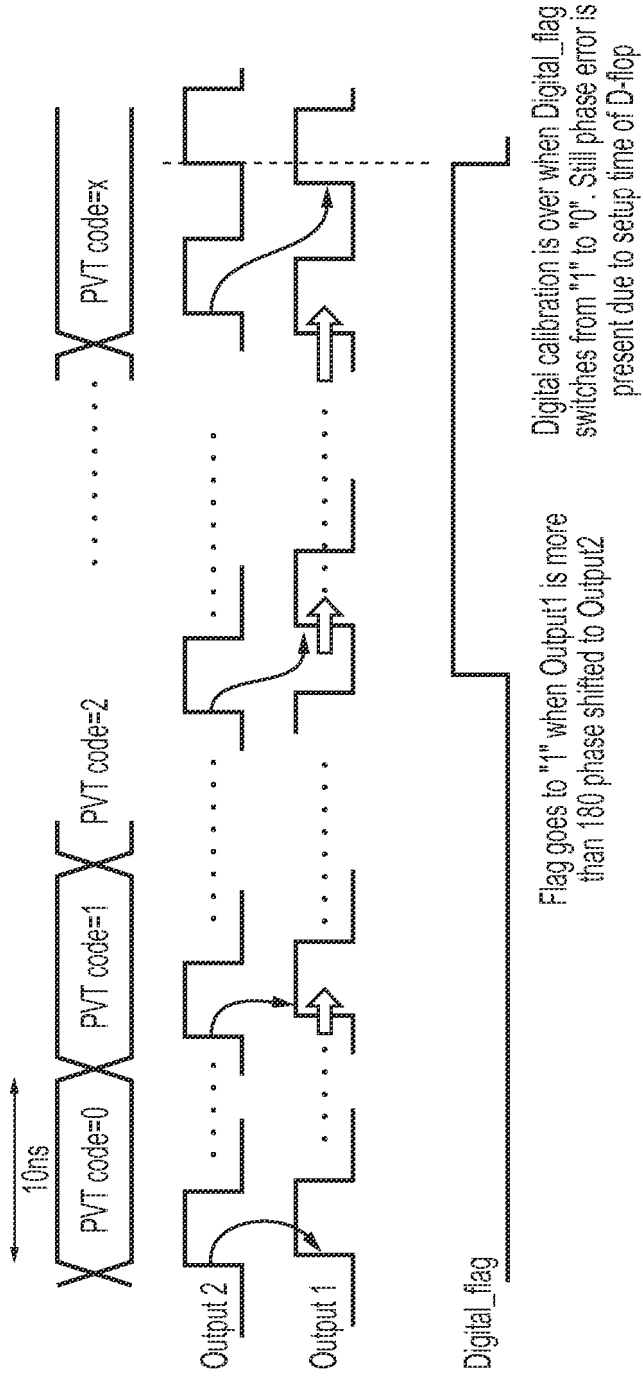 10ns
PVT code=0
PVT code=1
PVT code=2
PVT code=x
Output 2
Output 1
Digital_flag
Flag goes to "1" when Output1 is more
than 180 phase shifted to Output2
Digital calibration is over when Digital_flag
switches from "1" to "0". Still phase error is
present due to setup time of D-flop